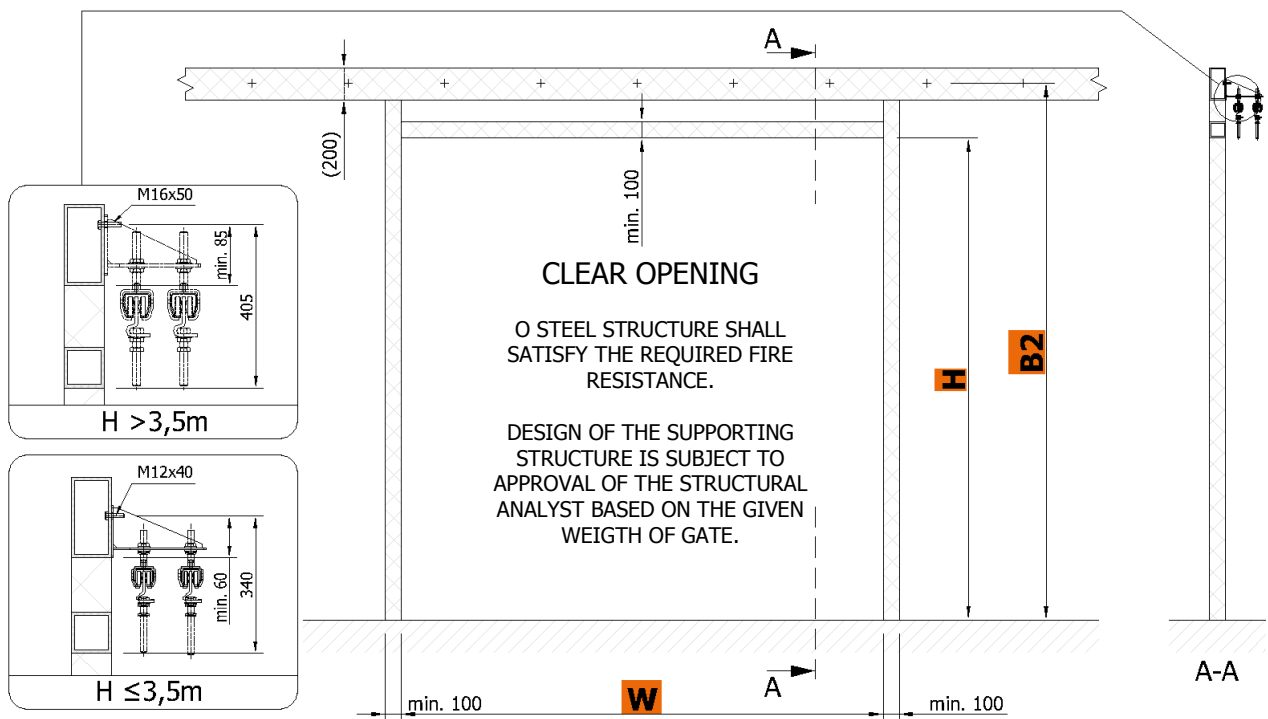 A
(200)
M16x50
min. 85
405
H >3,5m
M12x40
min. 60
340
H ≤3,5m
min. 100
CLEAR OPENING
O STEEL STRUCTURE SHALL
SATISFY THE REQUIRED FIRE
RESISTANCE.
DESIGN OF THE SUPPORTING
STRUCTURE IS SUBJECT TO
APPROVAL OF THE STRUCTURAL
ANALYST BASED ON THE GIVEN
WEIGTH OF GATE.
H
B2
A
A-A
min. 100
W
min. 100